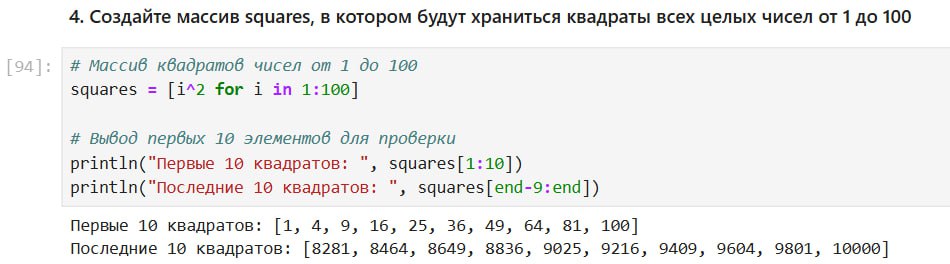 4. Создайте массив squares, в котором будут храниться квадраты всех целых чисел от 1 до 100
[94]:
# Массив квадратов чисел от 1 до 100
squares = [i^2 for i in 1:100]
# Вывод первых 10 элементов для проверки
println("Первые 10 квадратов: ", squares[1:10])
println("Последние 10 квадратов: ", squares[end-9:end])
Первые 10 квадратов: [1, 4, 9, 16, 25, 36, 49, 64, 81, 100]
Последние 10 квадратов: [8281, 8464, 8649, 8836, 9025, 9216, 9409, 9604, 9801, 10000]